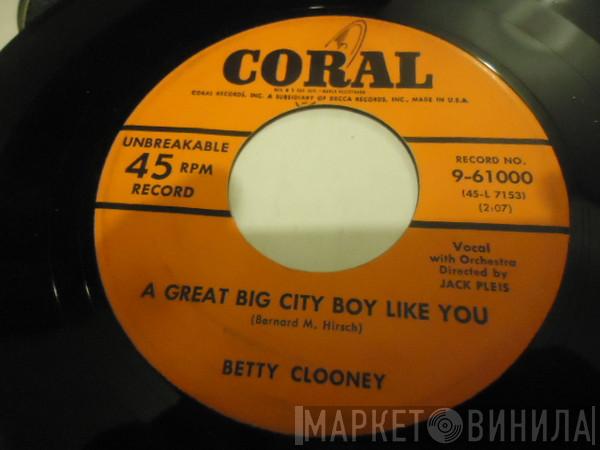 CORAL
CORAL RECORDS, INC. A SUBSIDIARY OF DECCA RECORDS, INC., MADE IN U.S.A.
UNBREAKABLE
45 RPM
RECORD
RECORD NO.
9-61000
(45-L 7153)
(2:07)
Vocal
with Orchestra
Directed by
JACK PLEIS
A GREAT BIG CITY BOY LIKE YOU
(Bernard M. Hirsch)
BETTY CLOONEY
МАРКЕТ ВИНИЛА